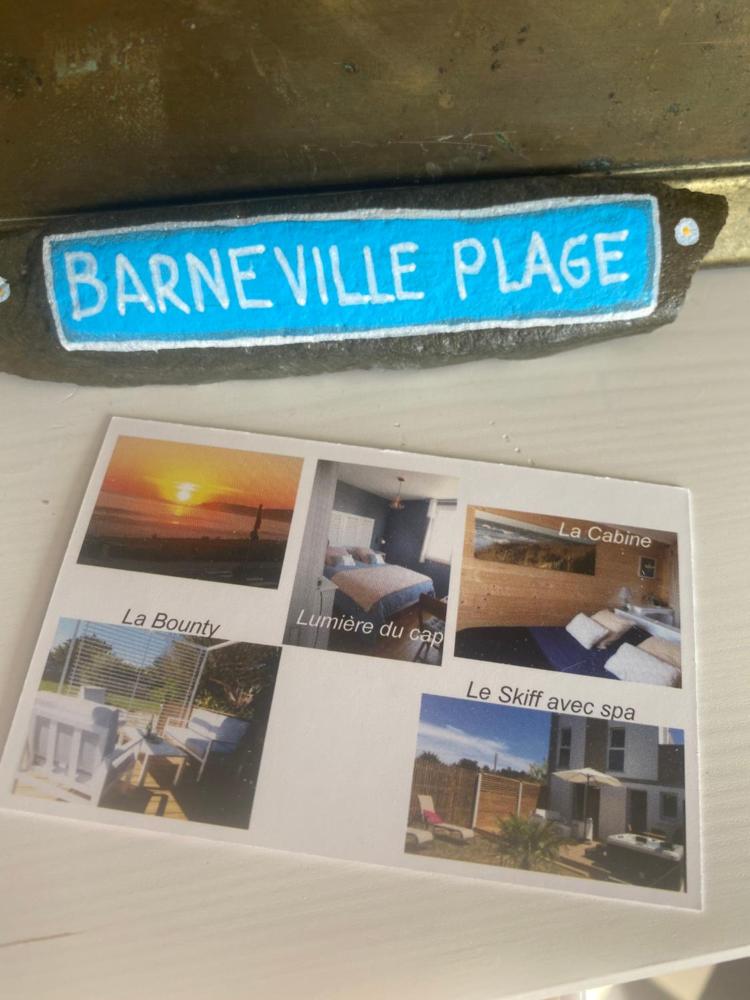 BARNEVILLE PLAGE
La Cabine
La Bounty
Lumière du cap
Le Skiff avec spa